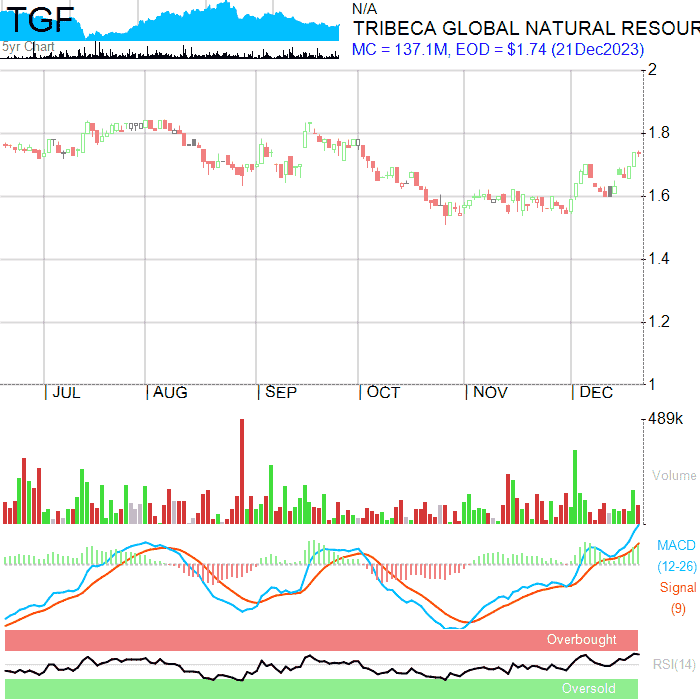 TGF
5yr Chart
N/A
TRIBECA GLOBAL NATURAL RESOUR
MC = 137.1M, EOD = $1.74 (21Dec2023)
2
1.8
1.6
1.4
1.2
1
JUL
AUG
SEP
OCT
NOV
DEC
489k
Volume
MACD
(12-26)
Signal
(9)
Overbought
RSI(14)
Oversold